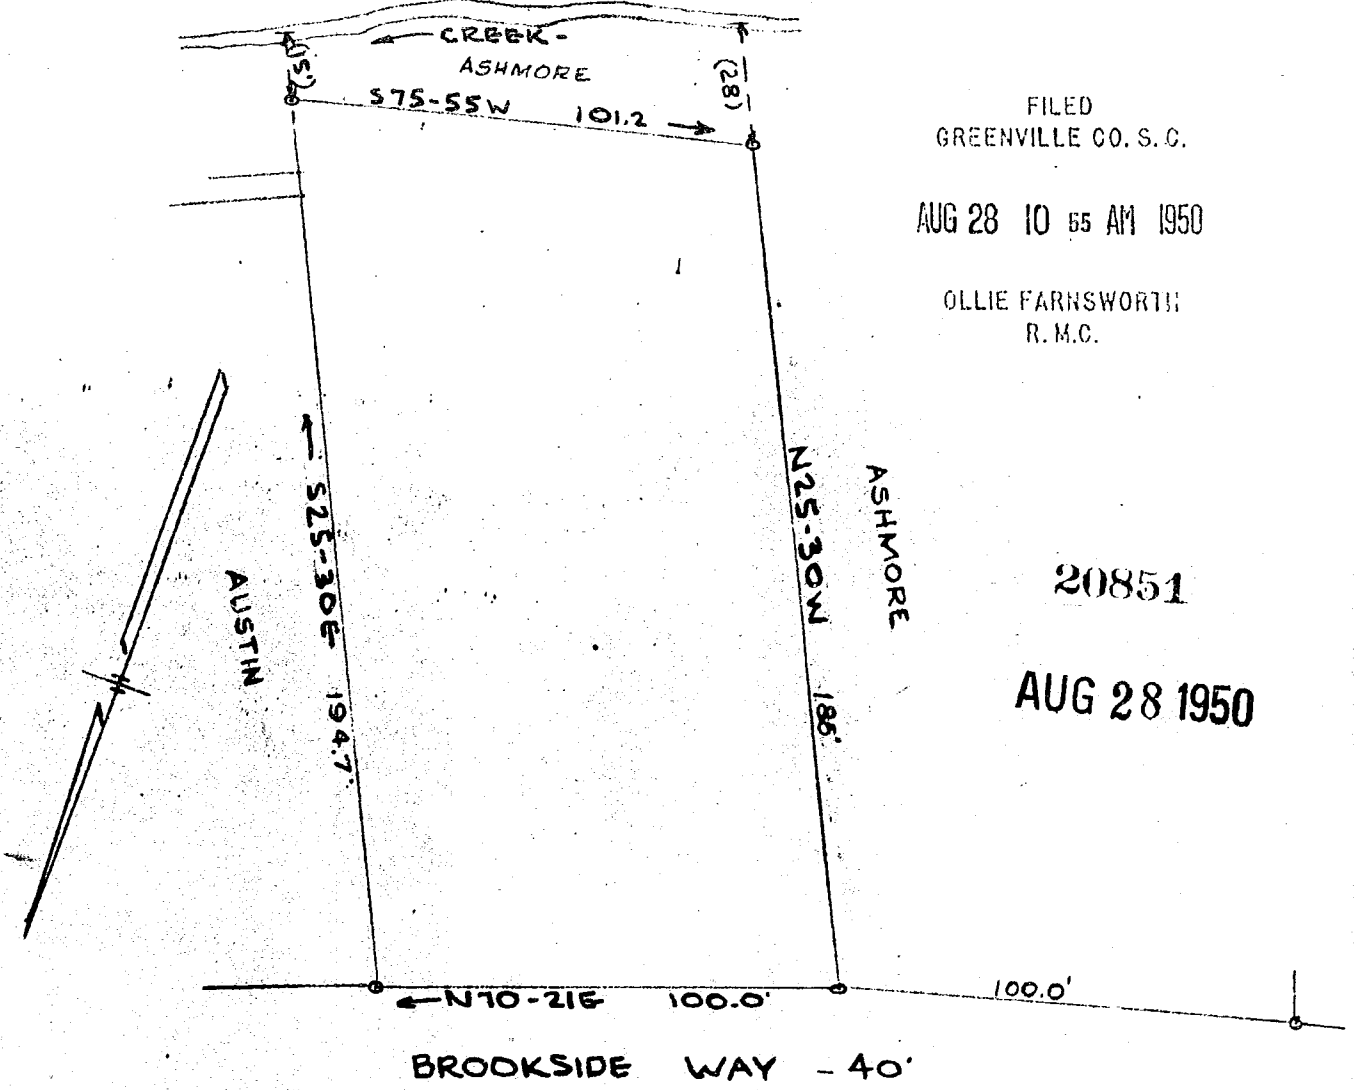 CREEK-
ASHMORE
(15')
(28)
S75-55W 101.2
FILED
GREENVILLE CO. S. C.
AUG 28 10 55 AM 1950
OLLIE FARNSWORTH
R. M. C.
AUSTIN
S25-30E 194.7'
N25-30W 185'
ASHMORE
20851
AUG 28 1950
N70-21E 100.0'
100.0'
BROOKSIDE WAY - 40'